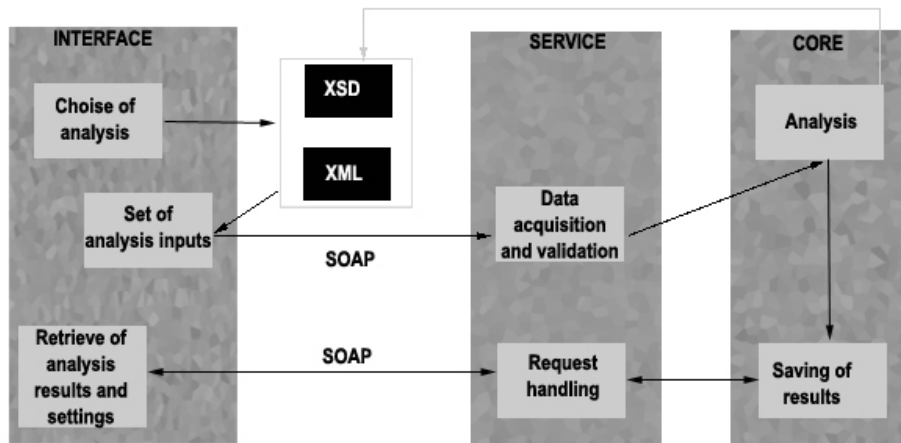 INTERFACE
SERVICE
CORE
XSD
Choise of
analysis
Analysis
XML
Set of
analysis inputs
Data
acquisition
and validation
SOAP
Retrieve of
analysis
results and
settings
SOAP
Request
handling
Saving of
results